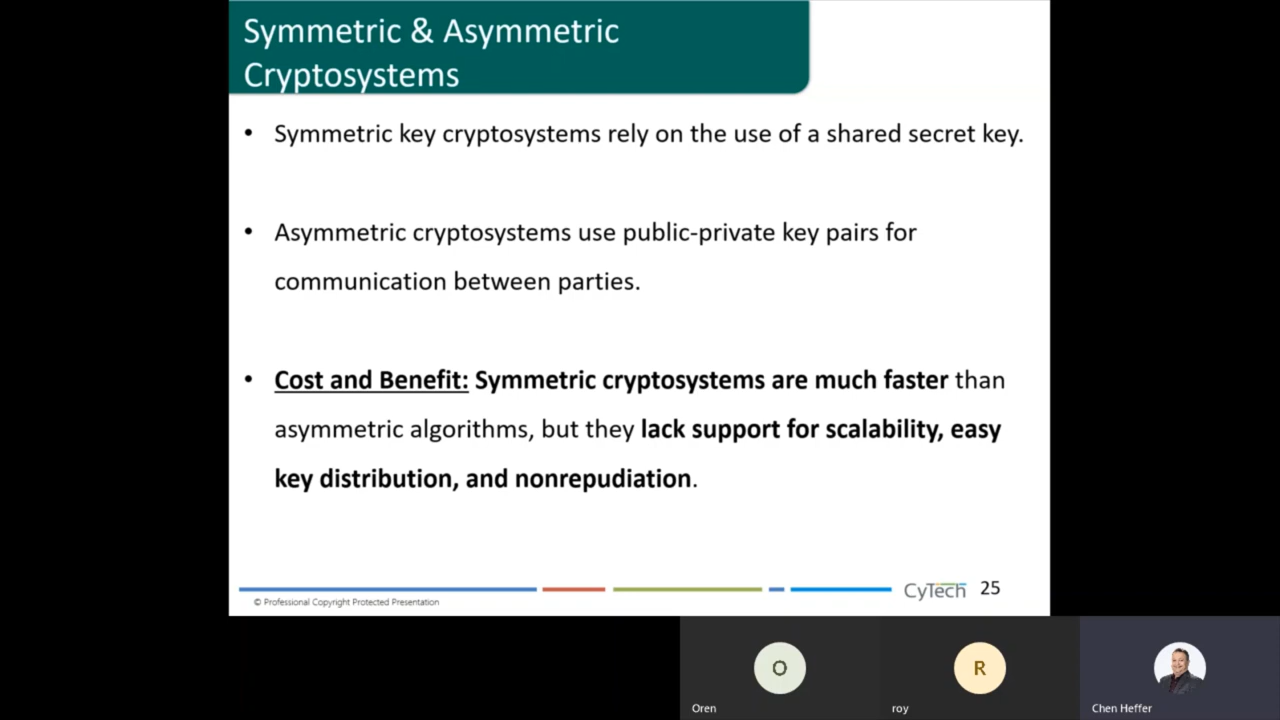 Symmetric & Asymmetric
Cryptosystems
• Symmetric key cryptosystems rely on the use of a shared secret key.
• Asymmetric cryptosystems use public-private key pairs for
communication between parties.
• Cost and Benefit: Symmetric cryptosystems are much faster than
asymmetric algorithms, but they lack support for scalability, easy
key distribution, and nonrepudiation.
CyTech 25
© Professional Copyright Protected Presentation
O
R
Oren
roy
Chen Heffer